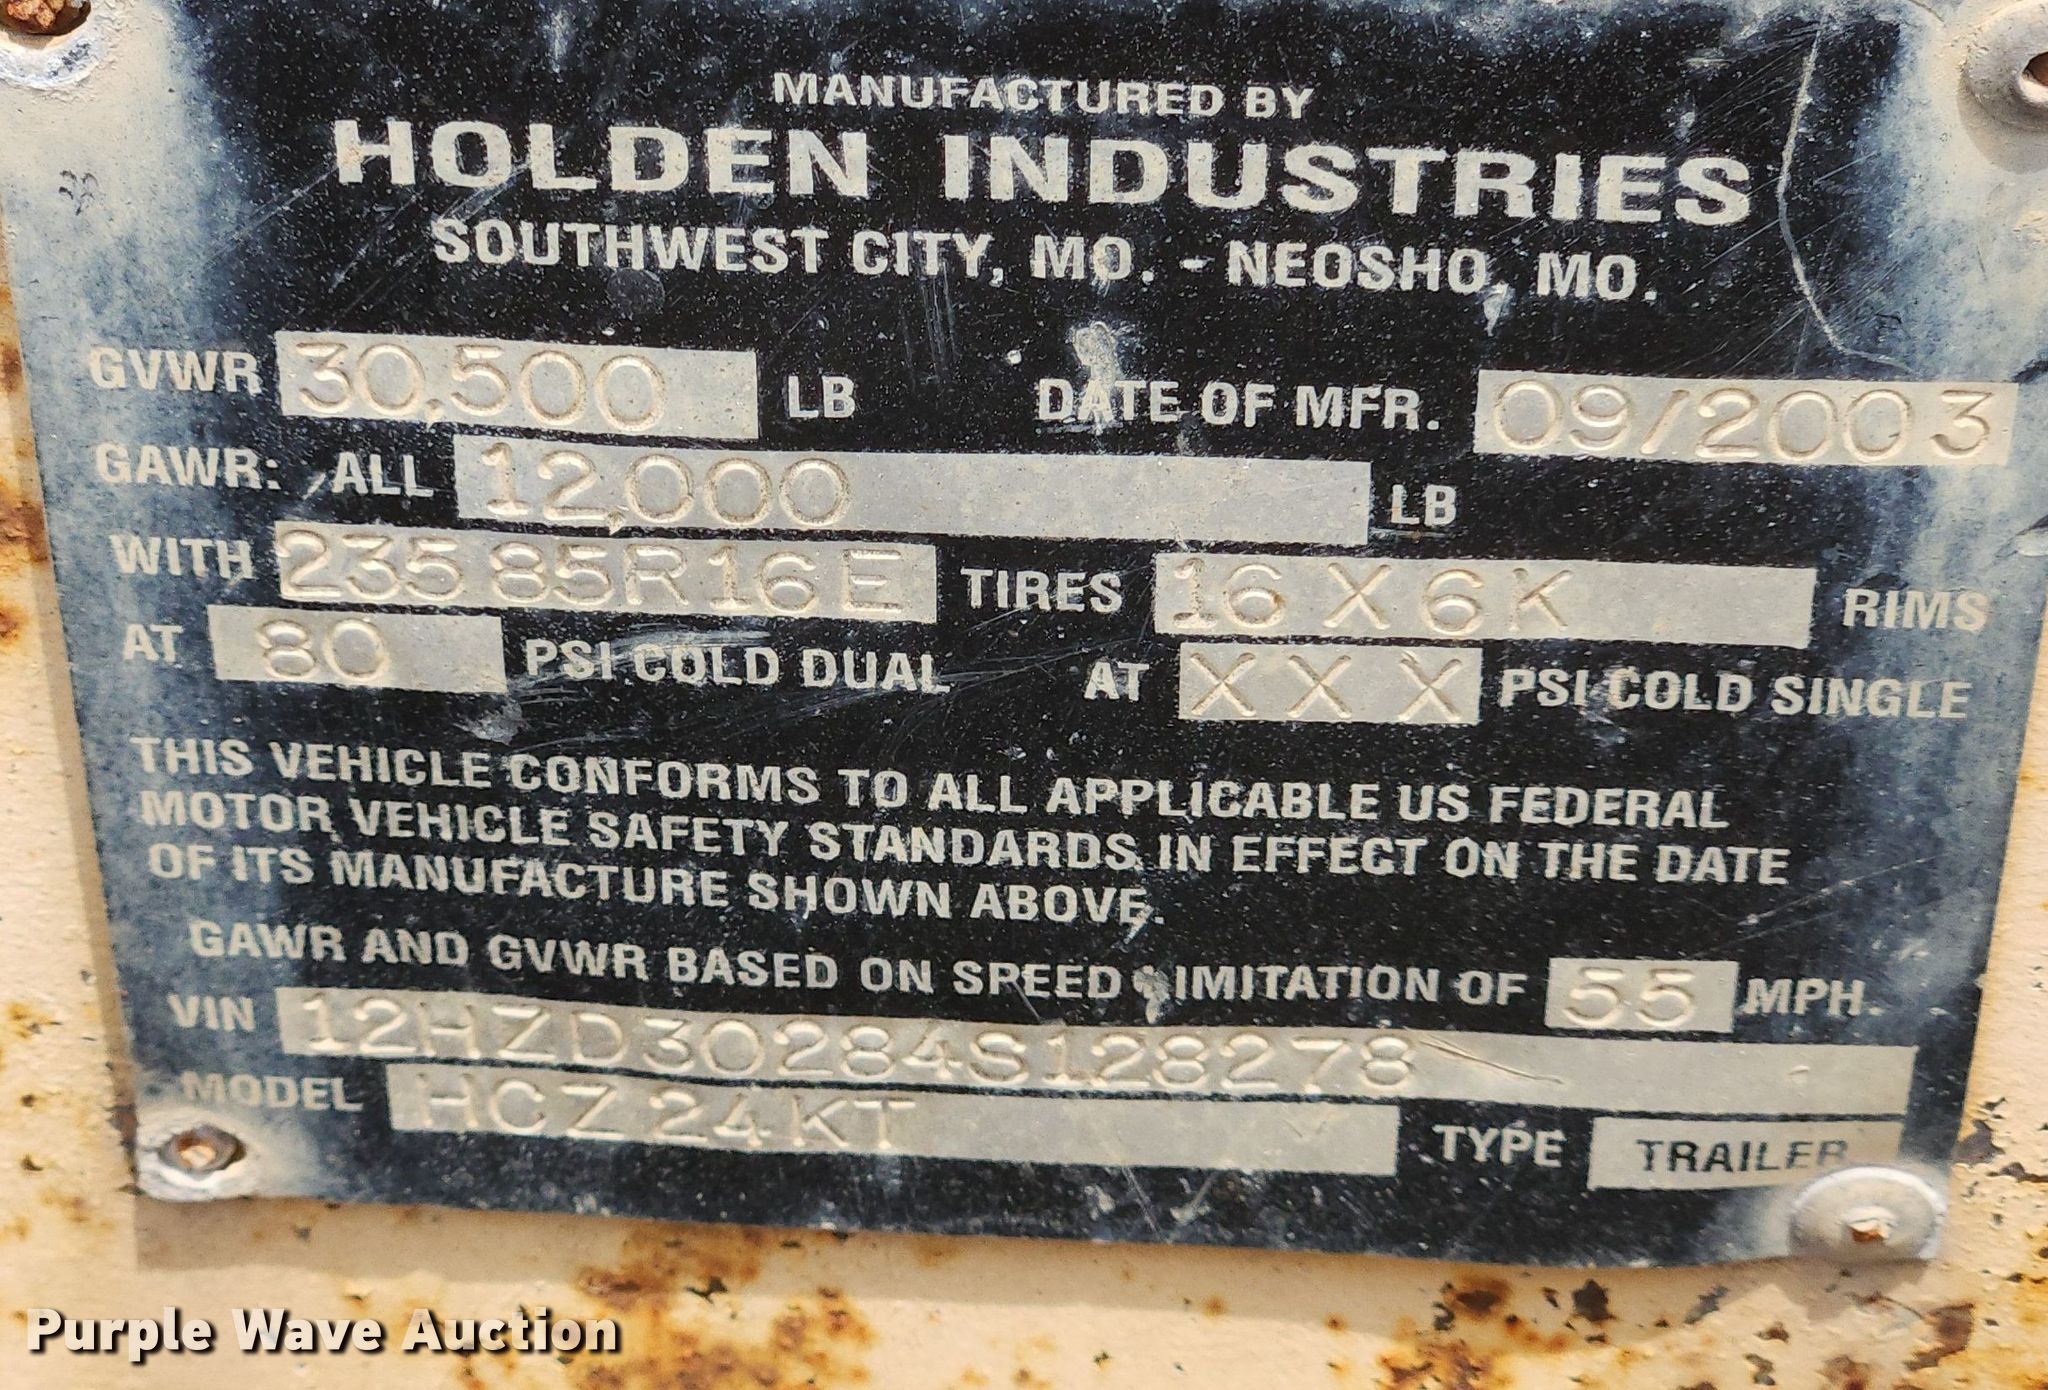 MANUFACTURED BY
HOLDEN INDUSTRIES
SOUTHWEST CITY, MO. - NEOSHO, MO.
GVWR 30,500 LB DATE OF MFR. 09/2003
GAWR: ALL 12,000 LB
WITH 235 85R16 E TIRES 16 X 6K RIMS
AT 80 PSI COLD DUAL AT XXX PSI COLD SINGLE
THIS VEHICLE CONFORMS TO ALL APPLICABLE US FEDERAL
MOTOR VEHICLE SAFETY STANDARDS IN EFFECT ON THE DATE
OF ITS MANUFACTURE SHOWN ABOVE.
GAWR AND GVWR BASED ON SPEED LIMITATION OF 55 MPH.
VIN 12HZD30284S128278
MODEL HCZ24KT TYPE TRAILER
Purple Wave Auction